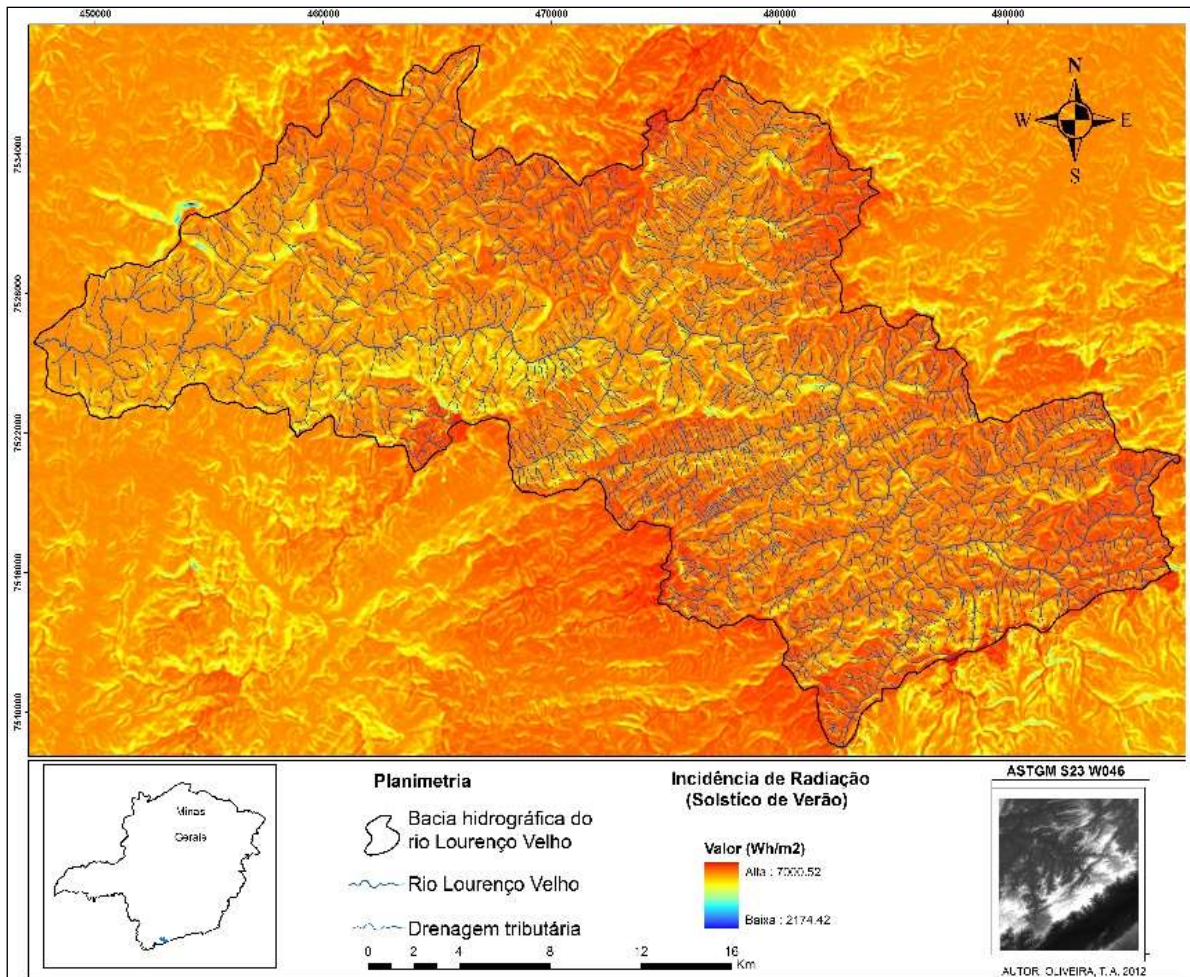 450000 460000 470000 480000 490000
7534000
7528000
7522000
7516000
7510000
N
W E
S
Minas
Gerais
Planimetria
Bacia hidrográfica do
rio Lourenço Velho
Rio Lourenço Velho
Drenagem tributária
0 2 4 8 12 16
Km
Incidência de Radiação
(Solstíco de Verão)
Valor (Wh/m2)
Alta : 7000.52
Baixa : 2174.42
ASTGM S23 W046
AUTOR: OLIVEIRA, T. A. 2012